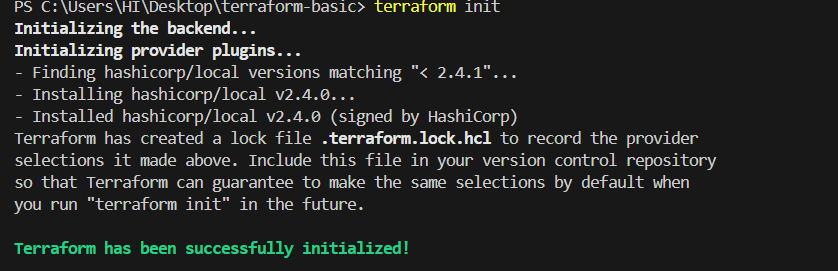 PS C:\Users\HI\Desktop\terraform-basic> terraform init
Initializing the backend...
Initializing provider plugins...
- Finding hashicorp/local versions matching "< 2.4.1"...
- Installing hashicorp/local v2.4.0...
- Installed hashicorp/local v2.4.0 (signed by HashiCorp)
Terraform has created a lock file .terraform.lock.hcl to record the provider
selections it made above. Include this file in your version control repository
so that Terraform can guarantee to make the same selections by default when
you run "terraform init" in the future.
Terraform has been successfully initialized!